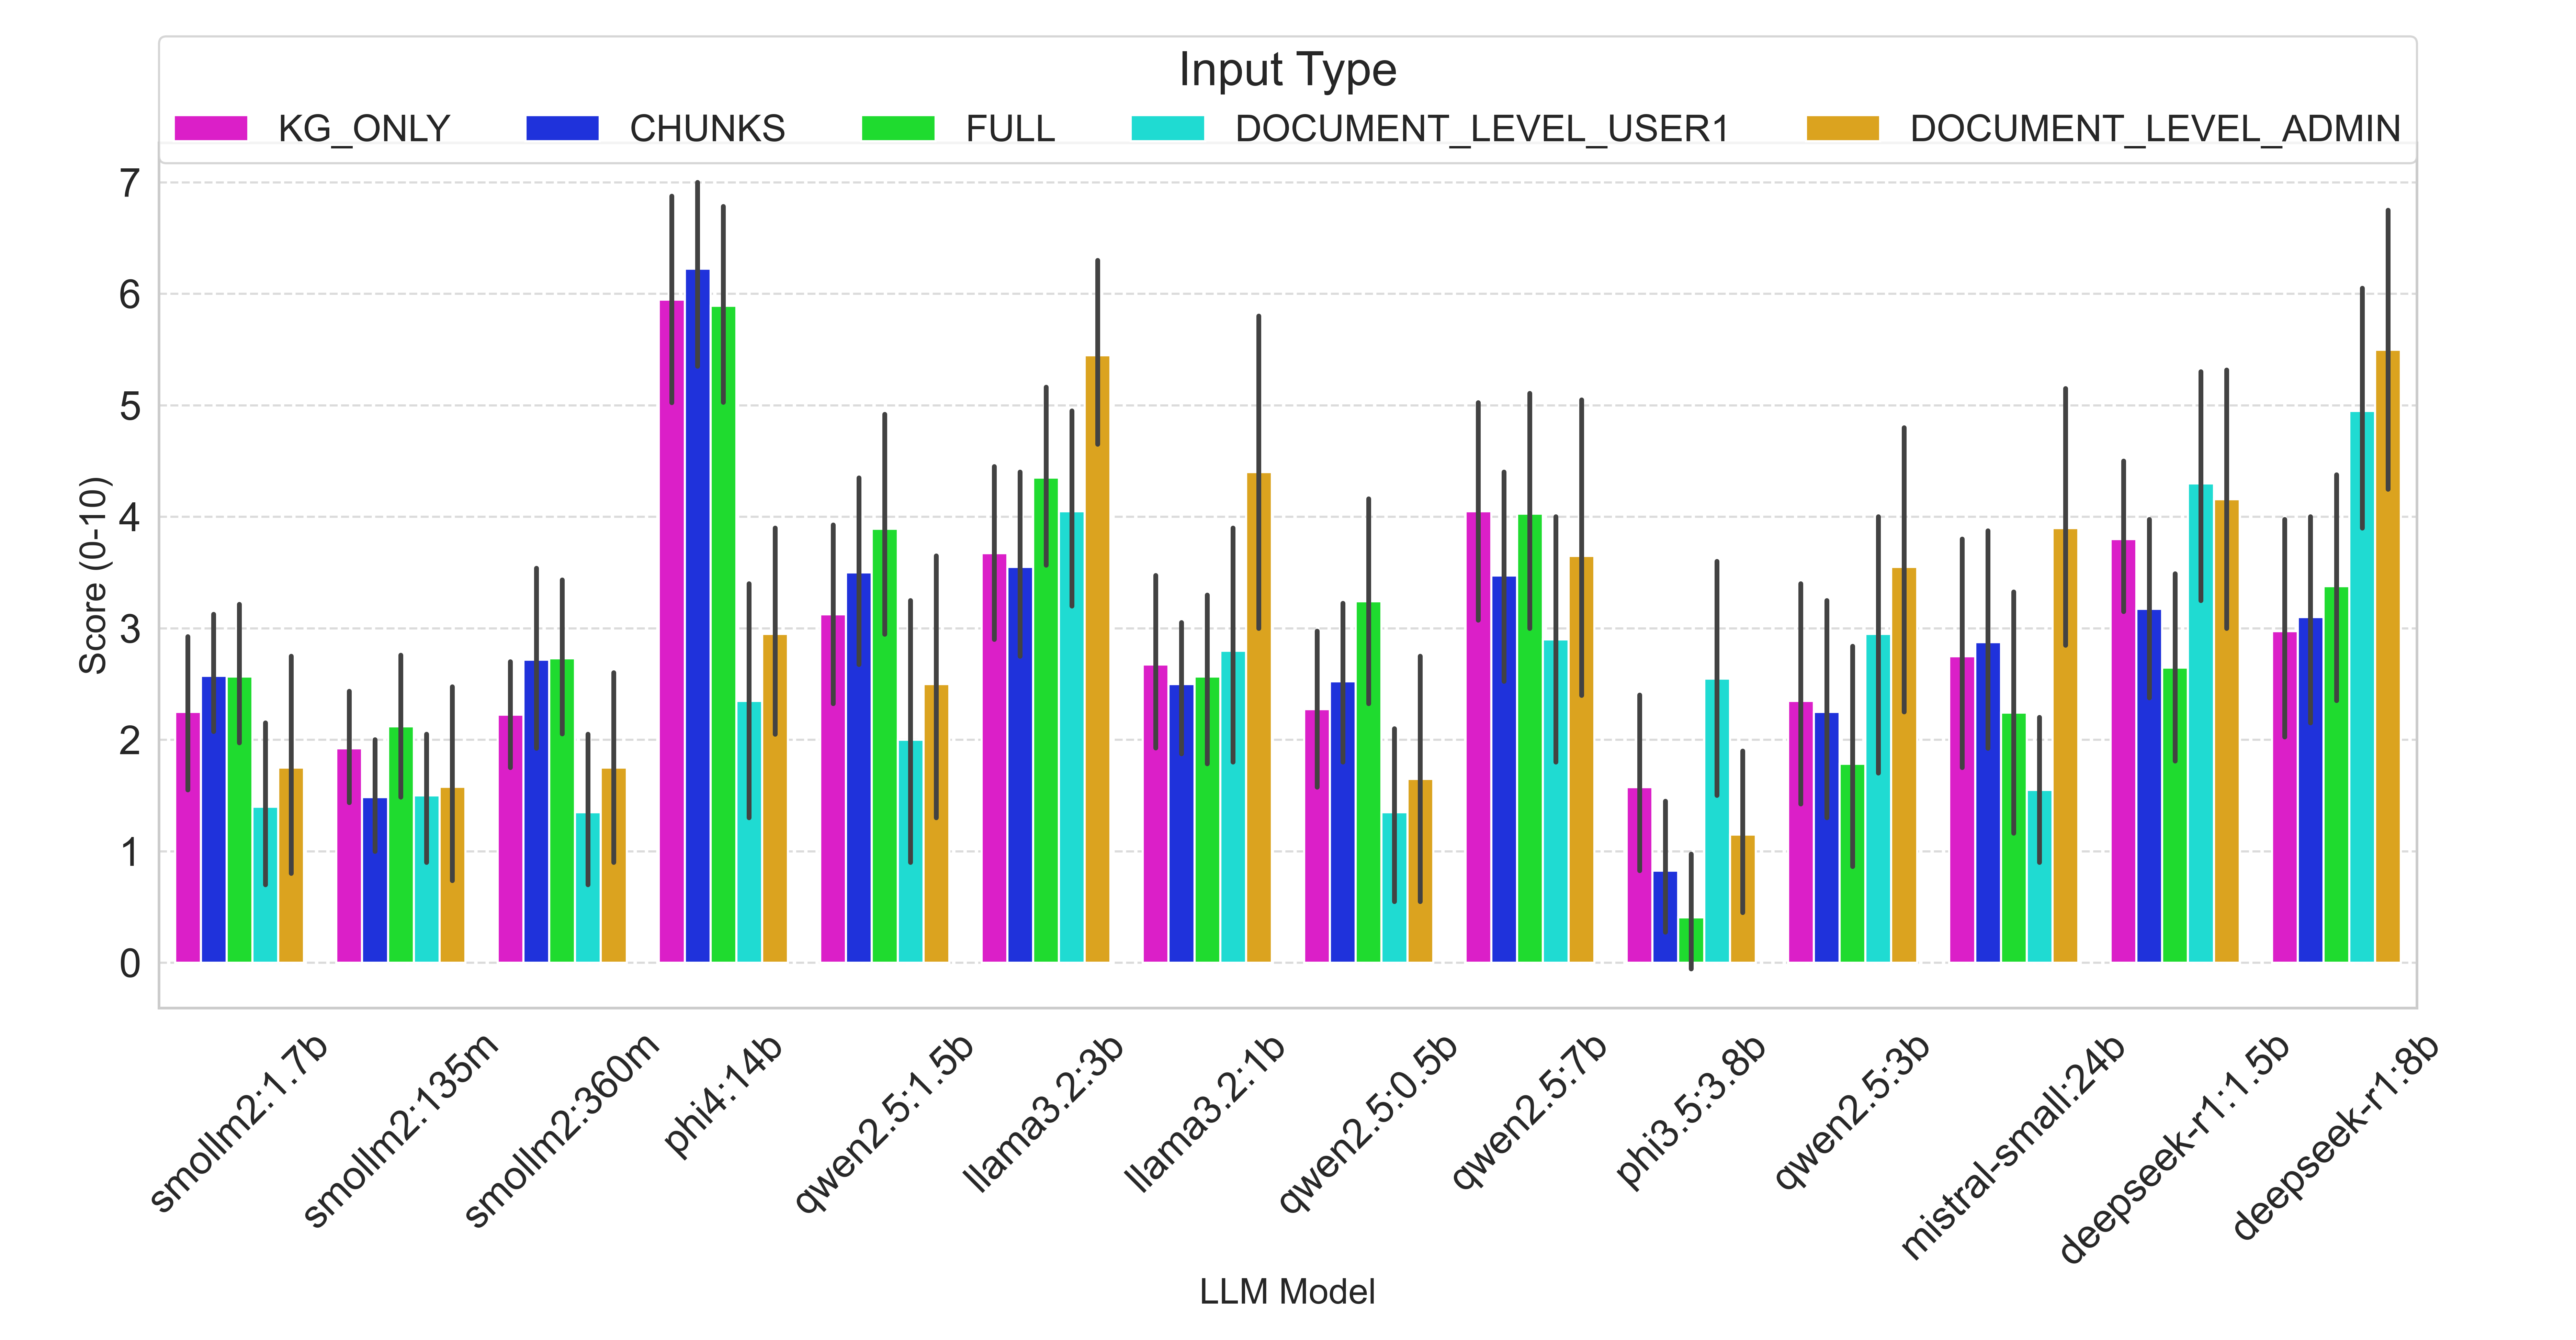 Input Type
KG_ONLY CHUNKS FULL DOCUMENT_LEVEL_USER1 DOCUMENT_LEVEL_ADMIN
7
6
5
4
3
2
1
0
Score (0-10)
smollm2:1.7b
smollm2:135m
smollm2:360m
phi4:14b
qwen2.5:1.5b
llama3.2:3b
llama3.2:1b
qwen2.5:0.5b
qwen2.5:7b
phi3.5:3.8b
qwen2.5:3b
mistral-small:24b
deepseek-r1:1.5b
deepseek-r1:8b
LLM Model